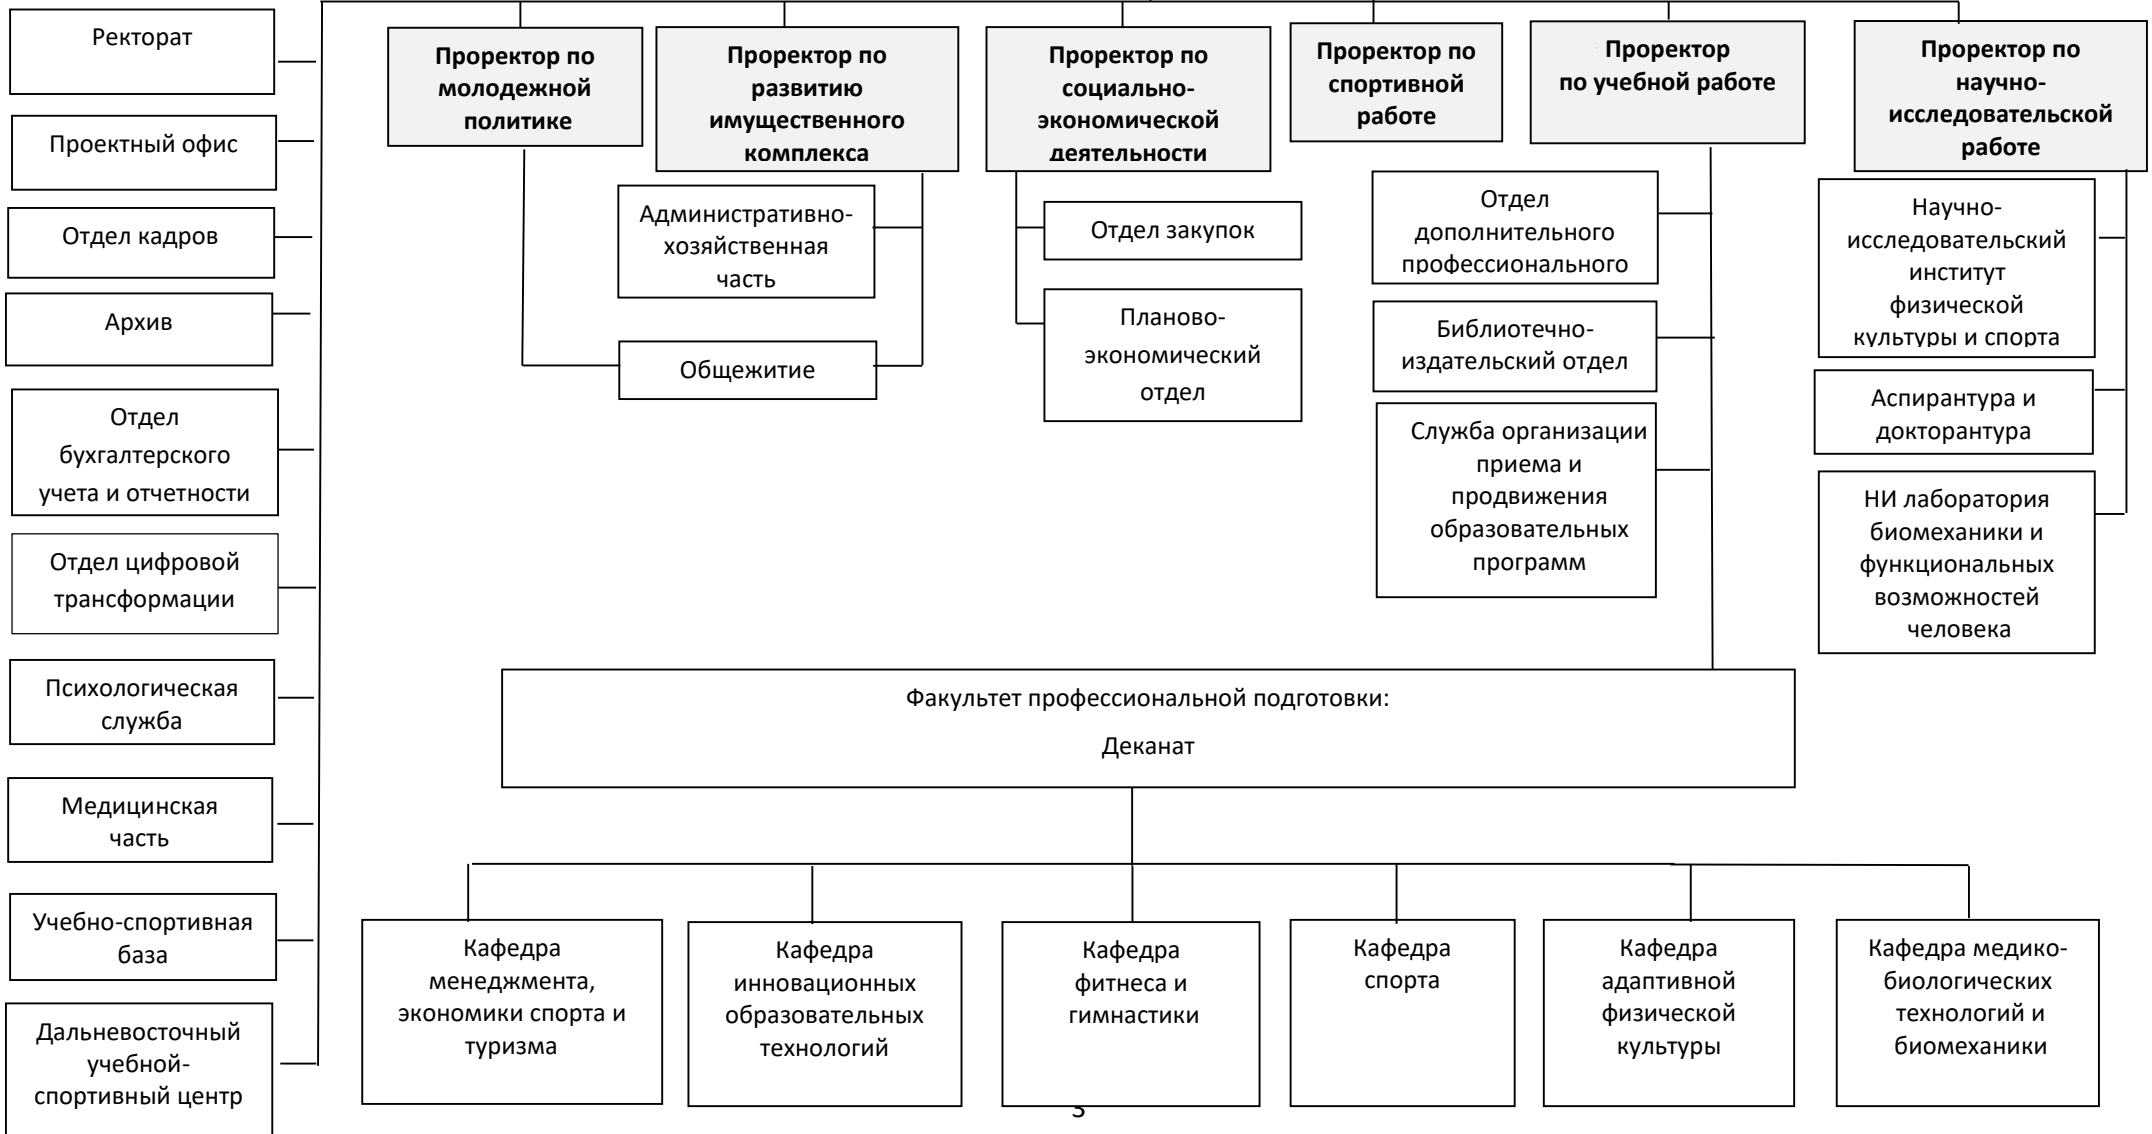 Ректорат
Проектный офис
Отдел кадров
Архив
Отдел
бухгалтерского
учета и отчетности
Отдел цифровой
трансформации
Психологическая
служба
Медицинская
часть
Учебно-спортивная
база
Дальневосточный
учебной-
спортивный центр
Проректор по
молодежной
политике
Проректор по
развитию
имущественного
комплекса
Проректор по
социально-
экономической
деятельности
Проректор по
спортивной
работе
Проректор
по учебной работе
Проректор по
научно-
исследовательской
работе
Административно-
хозяйственная
часть
Общежитие
Отдел закупок
Планово-
экономический
отдел
Отдел
дополнительного
профессионального
Библиотечно-
издательский отдел
Служба организации
приема и
продвижения
образовательных
программ
Научно-
исследовательский
институт
физической
культуры и спорта
Аспирантура и
докторантура
НИ лаборатория
биомеханики и
функциональных
возможностей
человека
Факультет профессиональной подготовки:
Деканат
Кафедра
менеджмента,
экономики спорта и
туризма
Кафедра
инновационных
образовательных
технологий
Кафедра
фитнеса и
гимнастики
Кафедра
спорта
Кафедра
адаптивной
физической
культуры
Кафедра медико-
биологических
технологий и
биомеханики
3